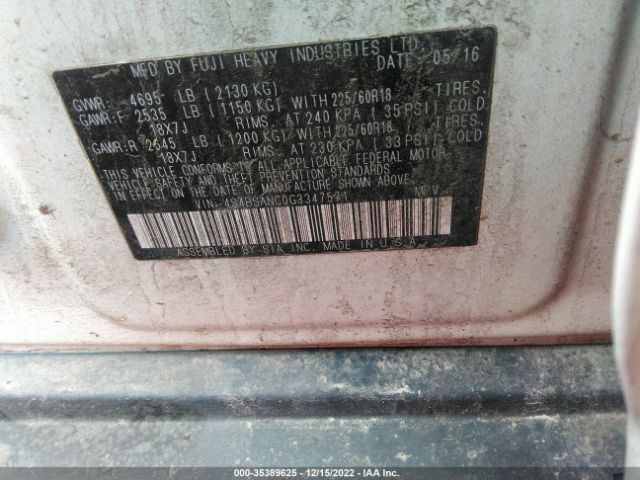 MFD BY FUJI HEAVY INDUSTRIES LTD.
DATE 05/16
GVWR: 4695 LB (2130 KG)
GAWR:F 2535 LB (1150 KG) WITH 225/60R18 TIRES.
18X7J RIMS AT 240 KPA (35 PSI) COLD
GAWR:R 2645 LB (1200 KG) WITH 225/60R18 TIRES.
18X7J RIMS. AT 230 KPA (33 PSI) COLD
THIS VEHICLE CONFORMS TO ALL APPLICABLE FEDERAL MOTOR
VEHICLE SAFETY AND THEFT PREVENTION STANDARDS IN EFFECT
ON THE DATE OF MANUFACTURE SHOWN ABOVE.
VIN: MPV
ASSEMBLED BY SIA INC. MADE IN U.S.A.
000-35389625 - 12/15/2022 - IAA Inc.